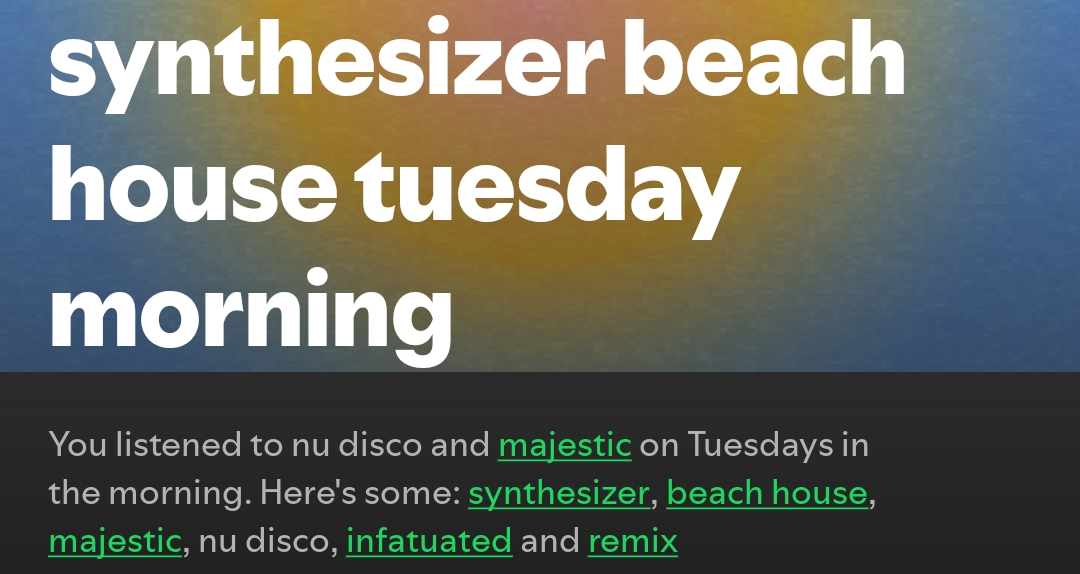 synthesizer beach
house tuesday
morning
You listened to nu disco and majestic on Tuesdays in
the morning. Here's some: synthesizer, beach house,
majestic, nu disco, infatuated and remix